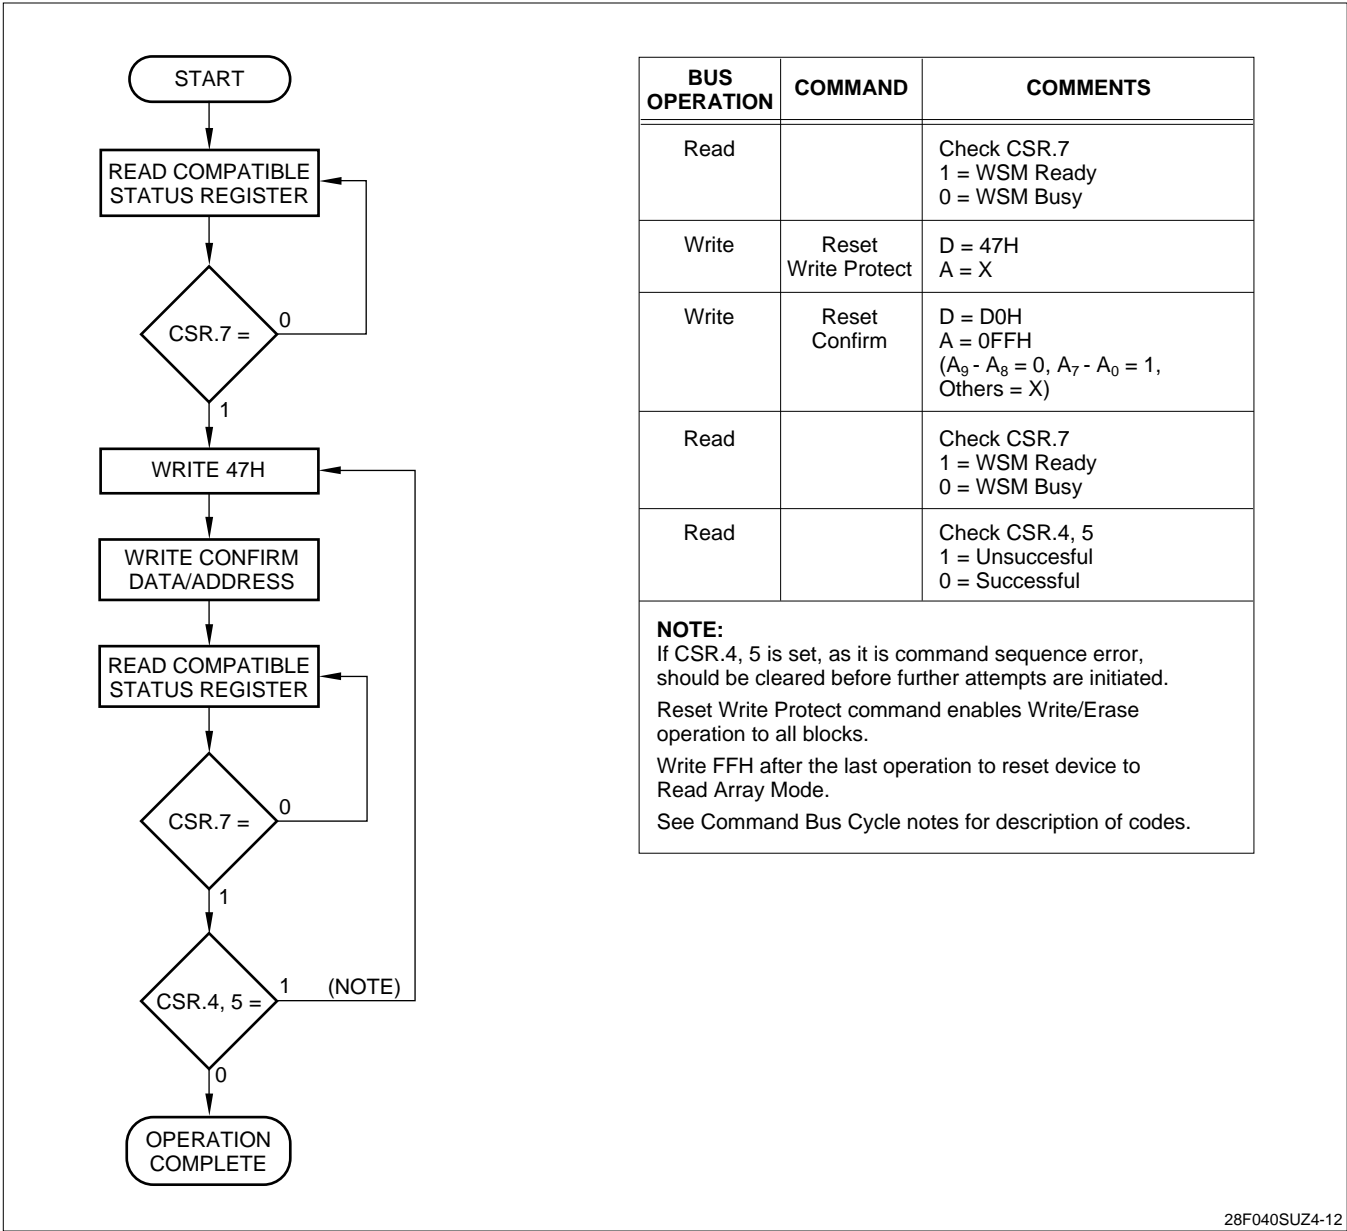 START
READ COMPATIBLE
STATUS REGISTER
CSR.7 =
0
1
WRITE 47H
WRITE CONFIRM
DATA/ADDRESS
READ COMPATIBLE
STATUS REGISTER
CSR.7 =
0
1
CSR.4, 5 =
1 (NOTE)
0
OPERATION
COMPLETE
BUS
OPERATION
COMMAND
COMMENTS
Read
Check CSR.7
1 = WSM Ready
0 = WSM Busy
Write
Reset
Write Protect
D = 47H
A = X
Write
Reset
Confirm
D = D0H
A = 0FFH
(A₉ - A₈ = 0, A₇ - A₀ = 1,
Others = X)
Read
Check CSR.7
1 = WSM Ready
0 = WSM Busy
Read
Check CSR.4, 5
1 = Unsuccesful
0 = Successful
NOTE:
If CSR.4, 5 is set, as it is command sequence error,
should be cleared before further attempts are initiated.
Reset Write Protect command enables Write/Erase
operation to all blocks.
Write FFH after the last operation to reset device to
Read Array Mode.
See Command Bus Cycle notes for description of codes.
28F040SUZ4-12